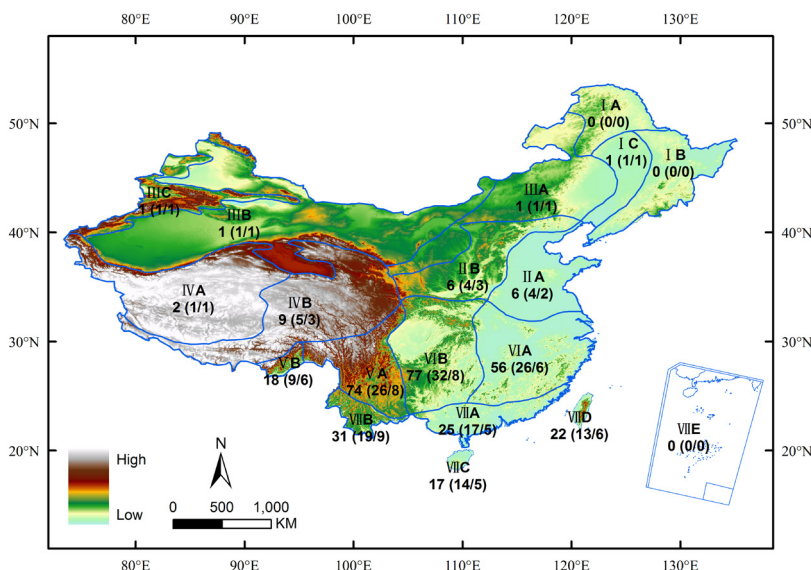 80°E 90°E 100°E 110°E 120°E 130°E
50°N
40°N
30°N
20°N
ⅠA
0 (0/0)
ⅠC
1 (1/1)
ⅠB
0 (0/0)
ⅢC
1 (1/1)
ⅢB
1 (1/1)
ⅢA
1 (1/1)
ⅡB
6 (4/3)
ⅡA
6 (4/2)
ⅣA
2 (1/1)
ⅣB
9 (5/3)
ⅤB
18 (9/6)
ⅤA
74 (26/8)
ⅥB
77 (32/8)
ⅥA
56 (26/6)
ⅦB
31 (19/9)
ⅦA
25 (17/5)
ⅦD
22 (13/6)
ⅦE
0 (0/0)
ⅦC
17 (14/5)
High
Low
N
0 500 1,000
KM
80°E 90°E 100°E 110°E 120°E 130°E